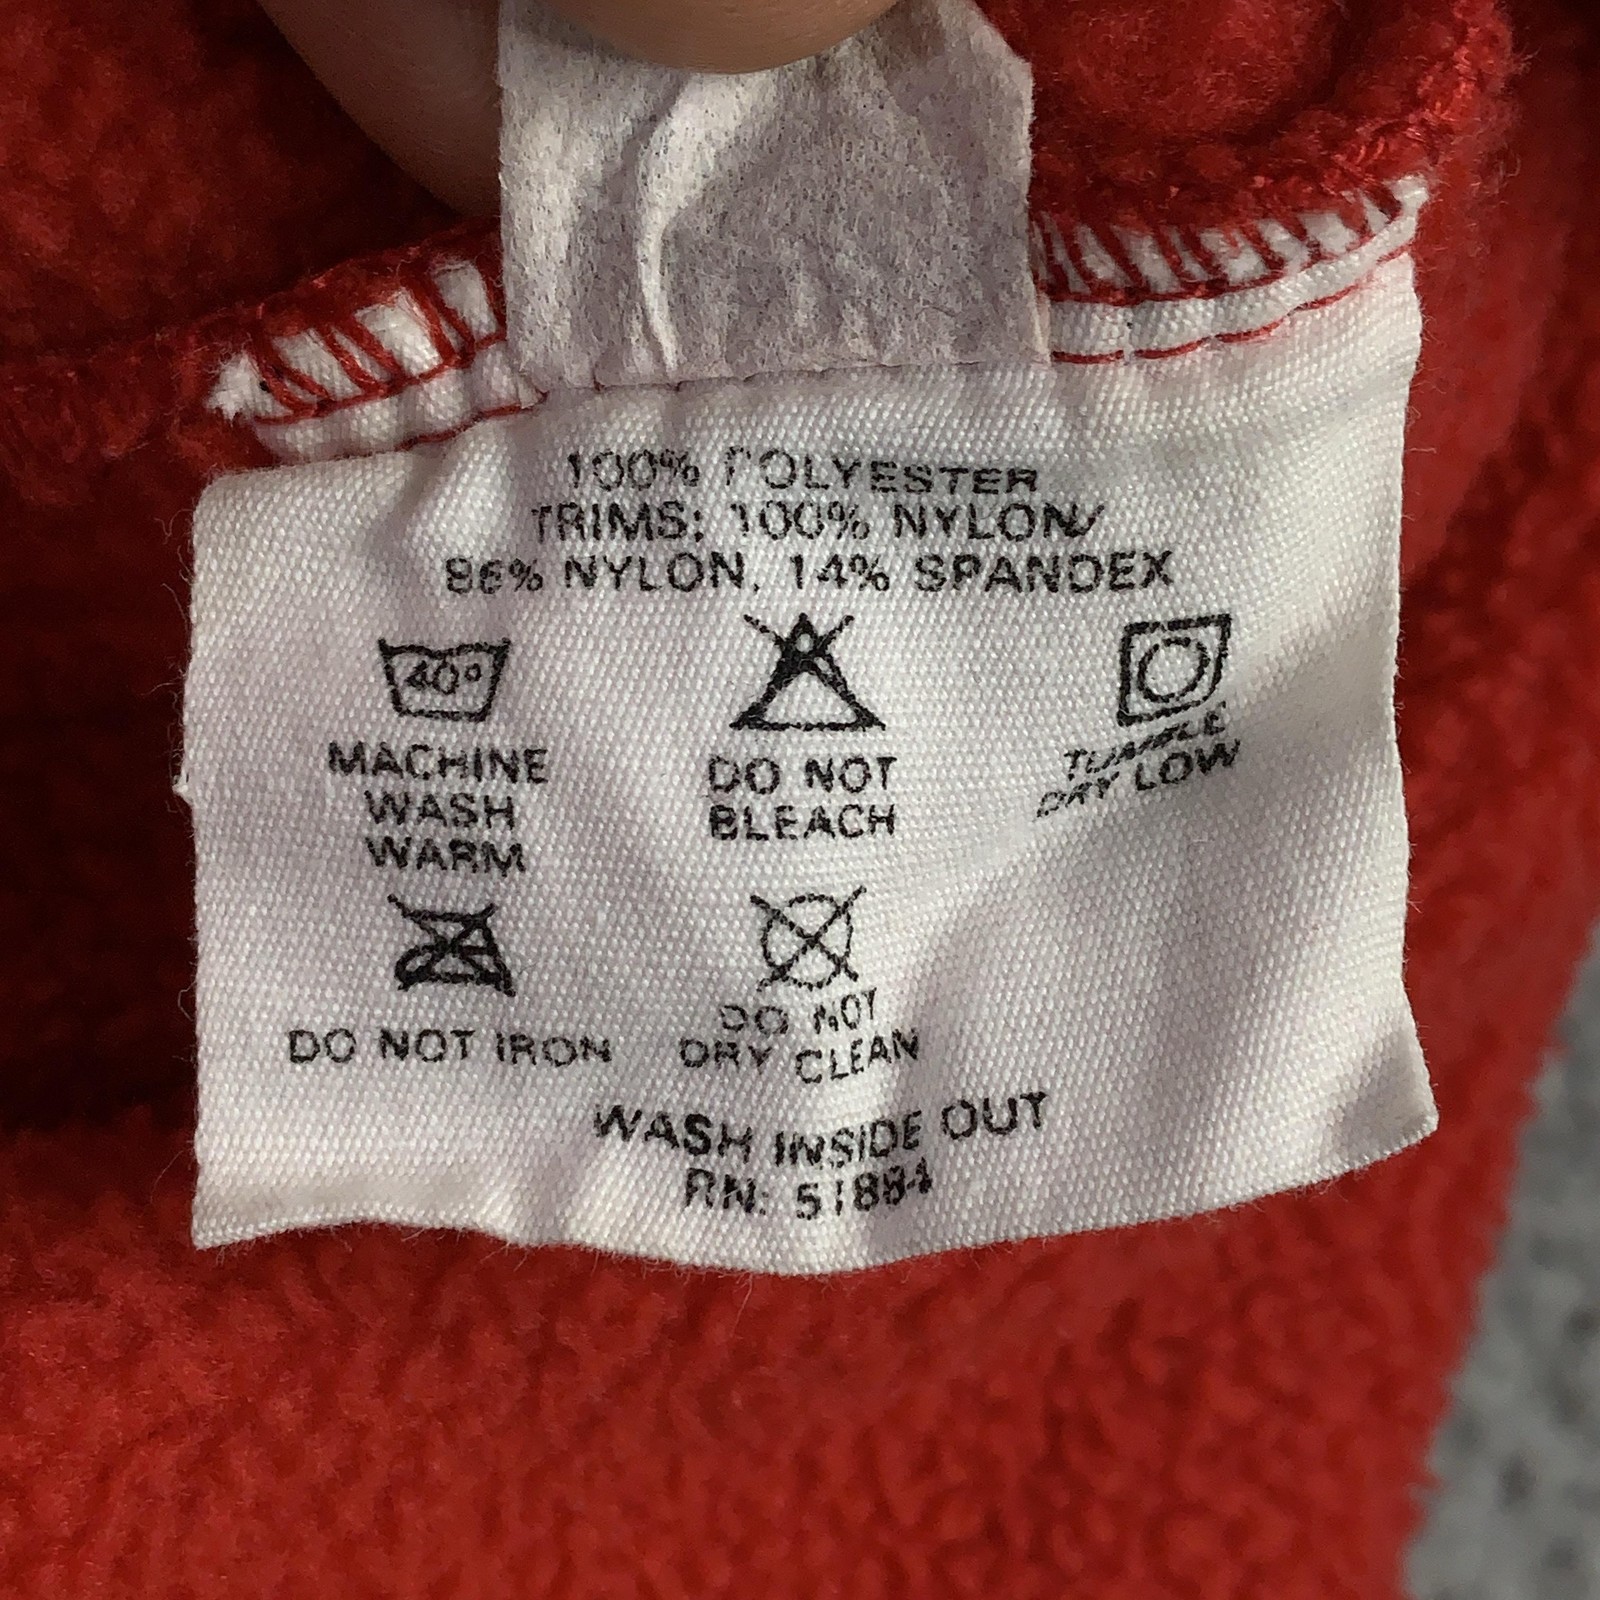 100% POLYESTER
TRIMS: 100% NYLON/
86% NYLON, 14% SPANDEX
40°
MACHINE
WASH
WARM
DO NOT
BLEACH
TUMBLE
DRY LOW
DO NOT IRON
DO NOT
DRY CLEAN
WASH INSIDE OUT
RN: 51884